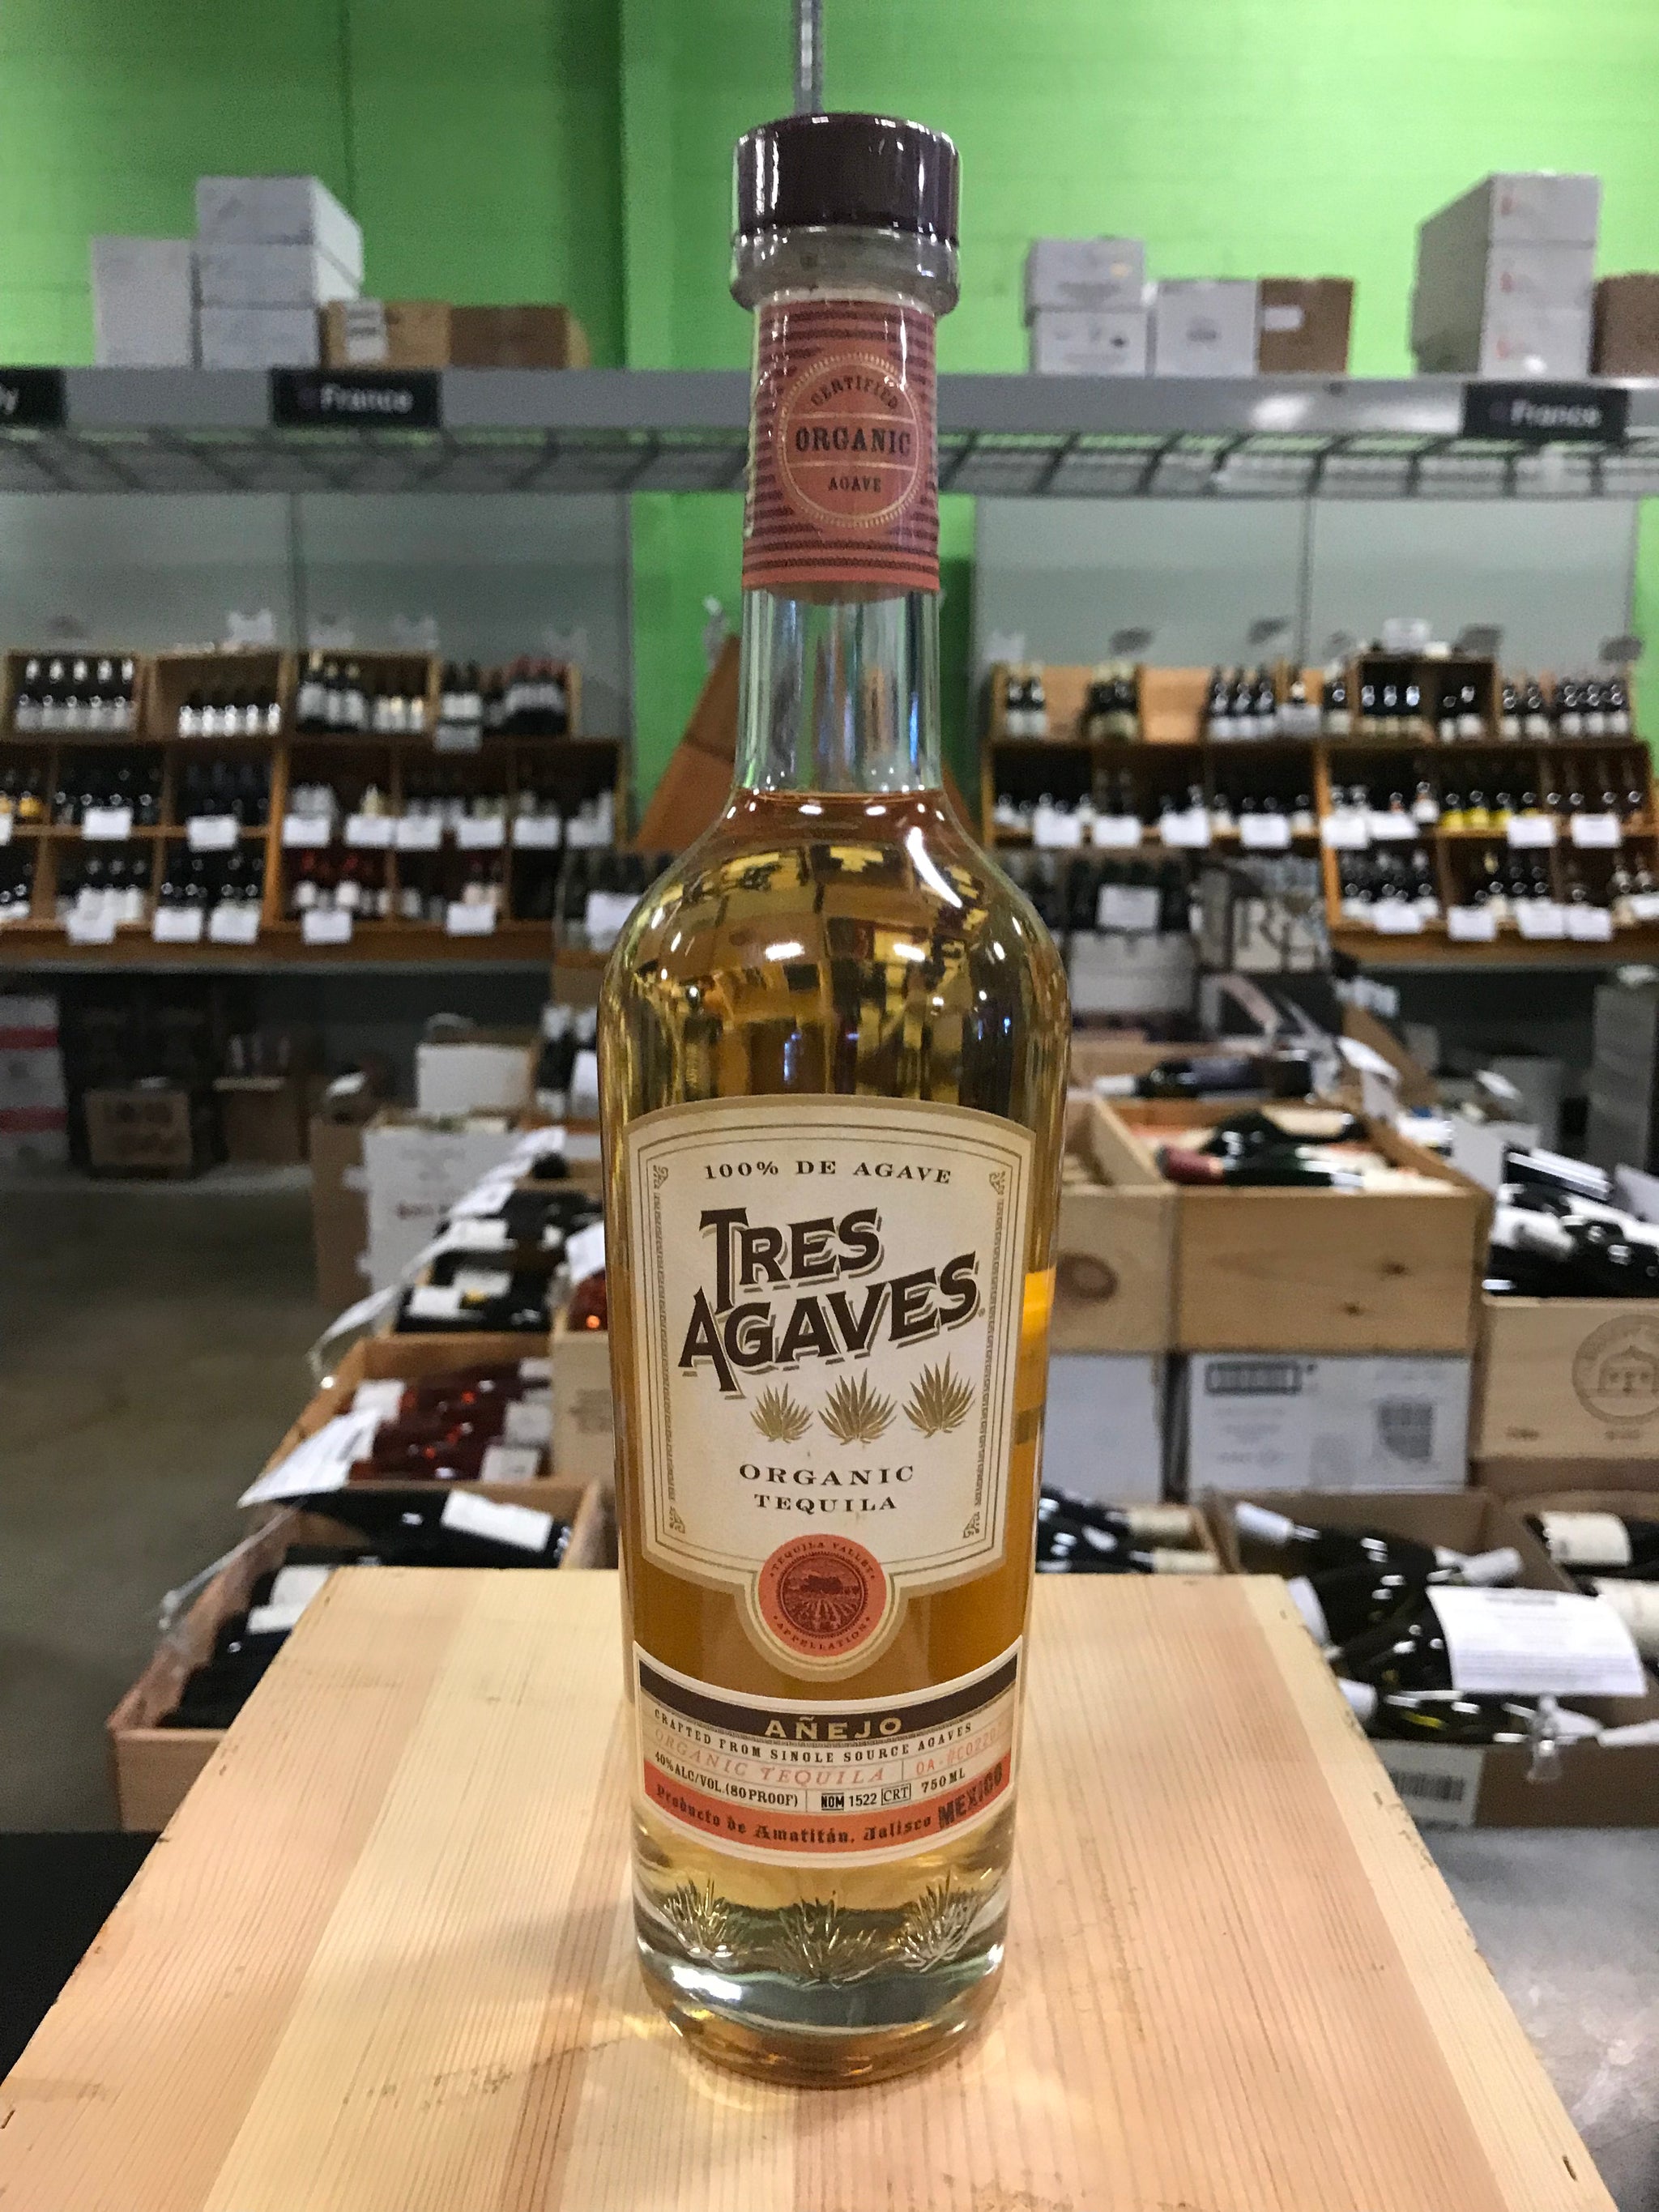 France
France
CERTIFIED
ORGANIC
AGAVE
100% DE AGAVE
TRES
AGAVES
ORGANIC
TEQUILA
TEQUILA VALLEY
APPELLATION
AÑEJO
CRAFTED FROM SINGLE SOURCE AGAVES
ORGANIC TEQUILA
40% ALC/VOL. (80 PROOF) NOM 1522 CRT 750 ML
Producto de Amatitán, Jalisco MEXICO